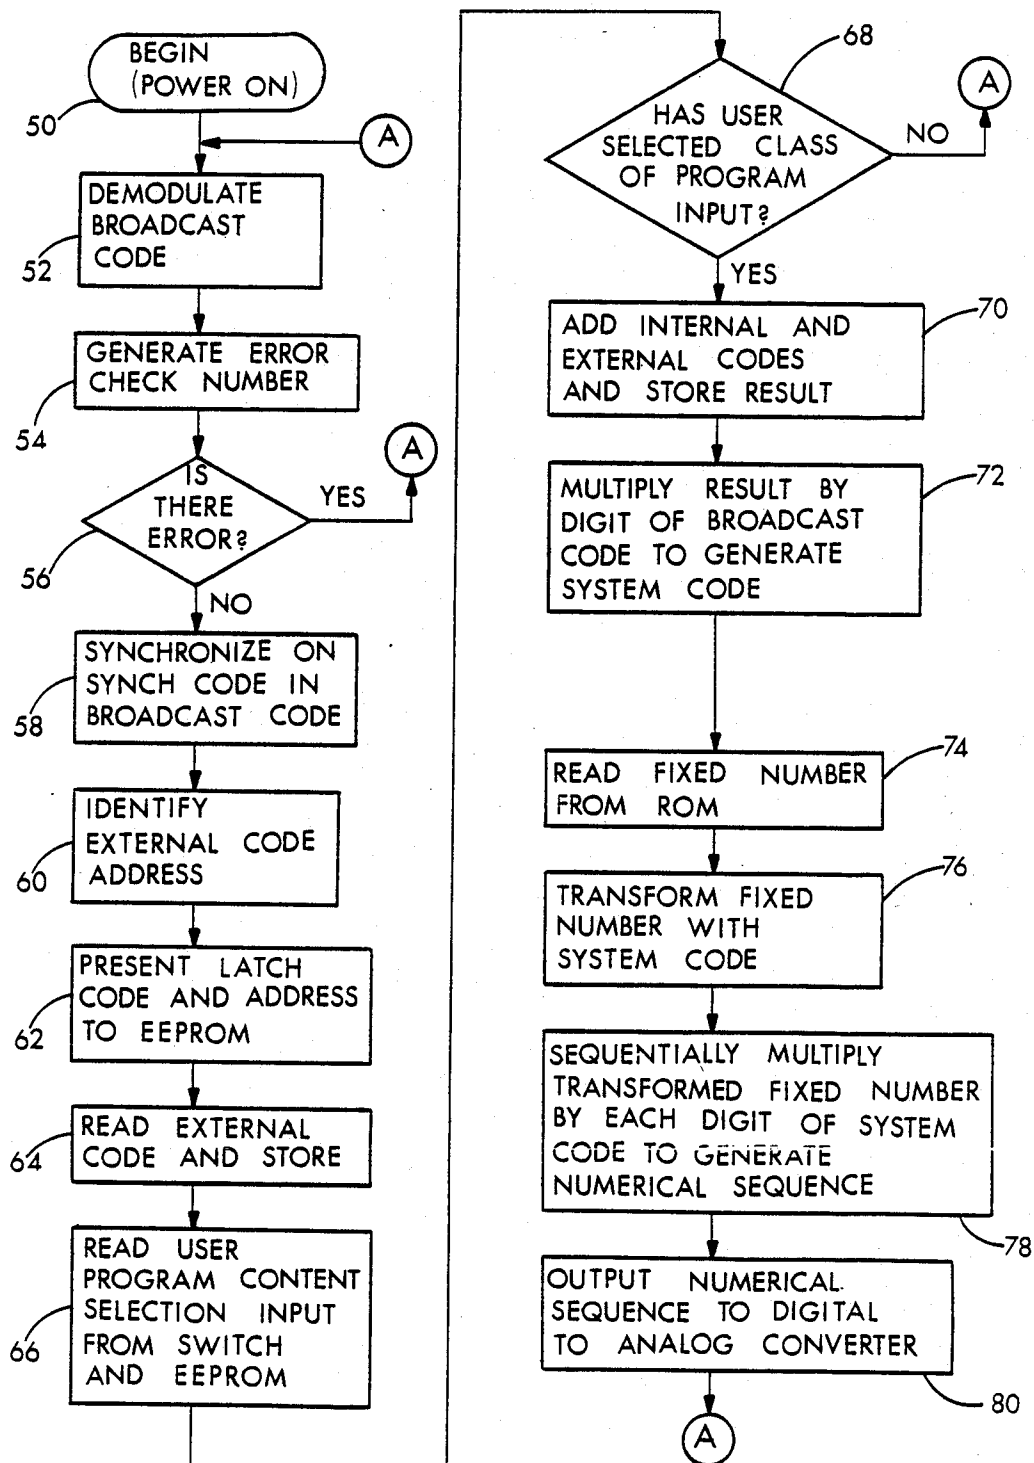 BEGIN
(POWER ON)
50
A
DEMODULATE
BROADCAST
CODE
52
GENERATE ERROR
CHECK NUMBER
54
A
IS
THERE
ERROR?
YES
56
NO
SYNCHRONIZE ON
SYNCH CODE IN
BROADCAST CODE
58
IDENTIFY
EXTERNAL CODE
ADDRESS
60
PRESENT LATCH
CODE AND ADDRESS
TO EEPROM
62
READ EXTERNAL
CODE AND STORE
64
READ USER
PROGRAM CONTENT
SELECTION INPUT
FROM SWITCH
AND EEPROM
66
68
A
HAS USER
SELECTED CLASS
OF PROGRAM
INPUT?
NO
YES
70
ADD INTERNAL AND
EXTERNAL CODES
AND STORE RESULT
72
MULTIPLY RESULT BY
DIGIT OF BROADCAST
CODE TO GENERATE
SYSTEM CODE
74
READ FIXED NUMBER
FROM ROM
76
TRANSFORM FIXED
NUMBER WITH
SYSTEM CODE
SEQUENTIALLY MULTIPLY
TRANSFORMED FIXED NUMBER
BY EACH DIGIT OF SYSTEM
CODE TO GENERATE
NUMERICAL SEQUENCE
78
OUTPUT NUMERICAL
SEQUENCE TO DIGITAL
TO ANALOG CONVERTER
80
A